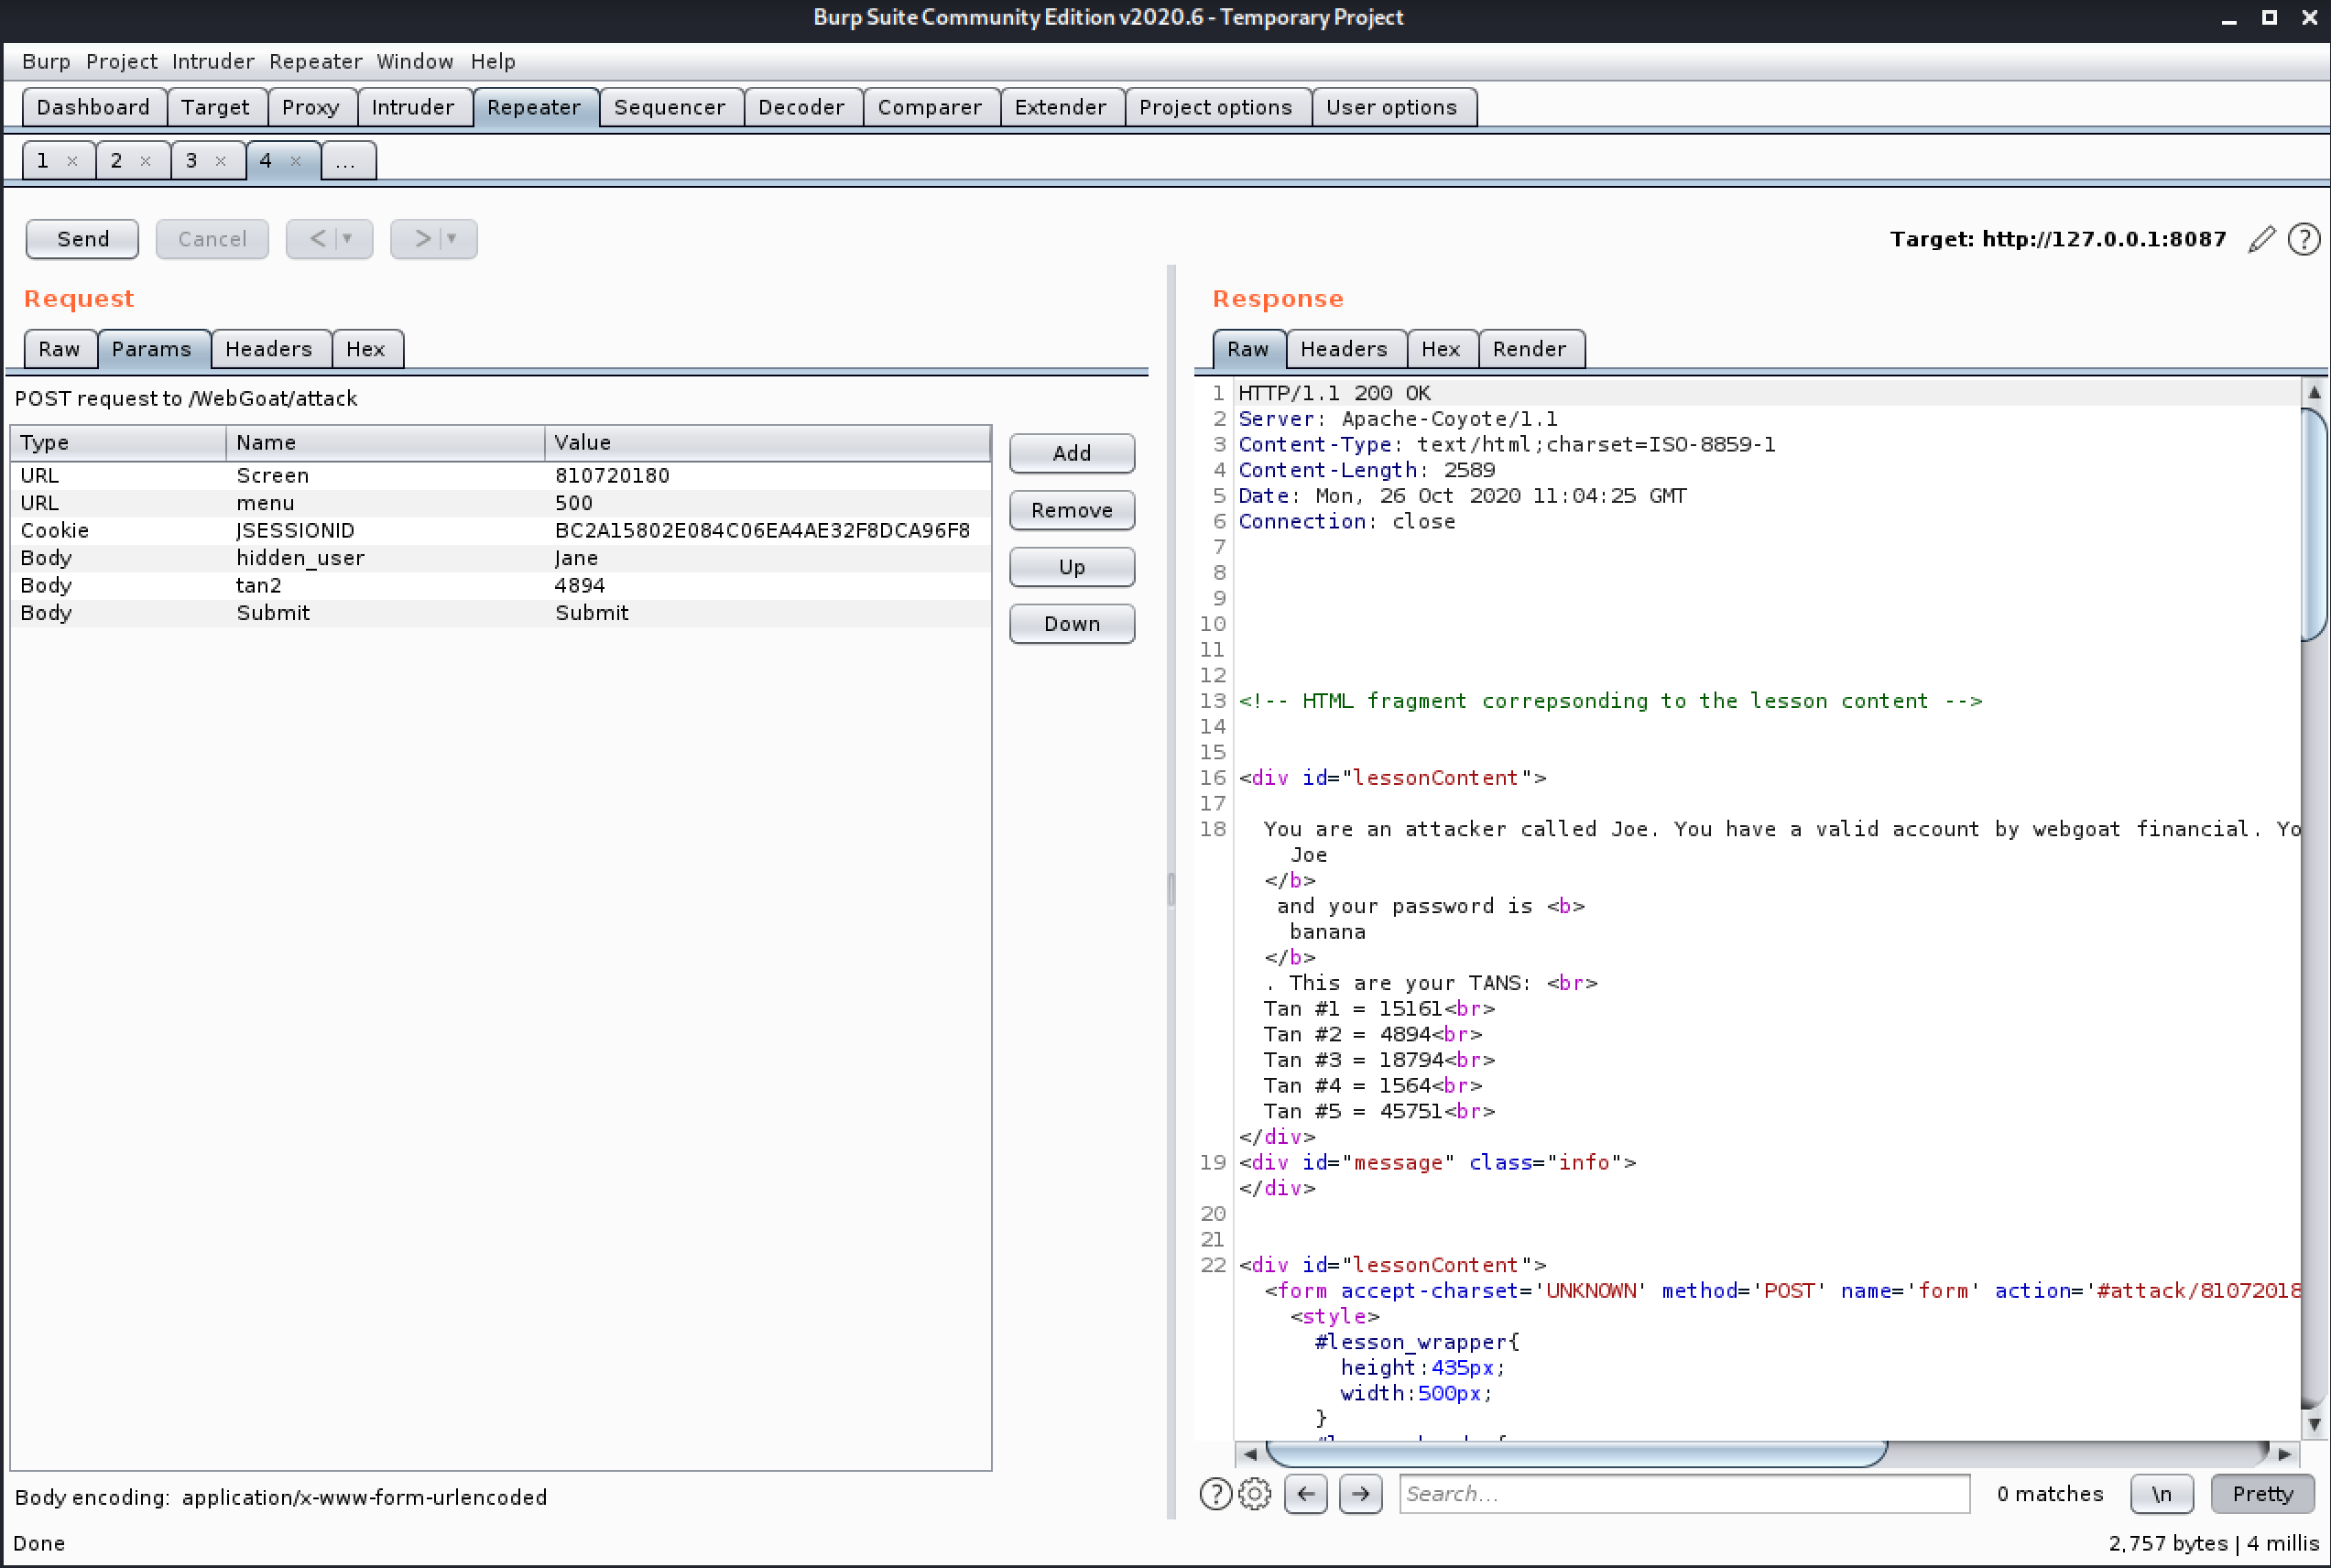 Burp Suite Community Edition v2020.6 - Temporary Project
Burp Project Intruder Repeater Window Help
Dashboard Target Proxy Intruder Repeater Sequencer Decoder Comparer Extender Project options User options
1 × 2 × 3 × 4 × ...
Send Cancel < > Target: http://127.0.0.1:8087 ?
Request
Raw Params Headers Hex
POST request to /WebGoat/attack
Type Name Value
URL Screen 810720180
URL menu 500
Cookie JSESSIONID BC2A15802E084C06EA4AE32F8DCA96F8
Body hidden_user Jane
Body tan2 4894
Body Submit Submit
Add
Remove
Up
Down
Body encoding: application/x-www-form-urlencoded
Done
Response
Raw Headers Hex Render
1 HTTP/1.1 200 OK
2 Server: Apache-Coyote/1.1
3 Content-Type: text/html;charset=ISO-8859-1
4 Content-Length: 2589
5 Date: Mon, 26 Oct 2020 11:04:25 GMT
6 Connection: close
7
8
9
10
11
12
13 <!-- HTML fragment correpsonding to the lesson content -->
14
15
16 <div id="lessonContent">
17
18 You are an attacker called Joe. You have a valid account by webgoat financial. Yo
Joe
</b>
and your password is <b>
banana
</b>
. This are your TANS: <br>
Tan #1 = 15161<br>
Tan #2 = 4894<br>
Tan #3 = 18794<br>
Tan #4 = 1564<br>
Tan #5 = 45751<br>
</div>
19 <div id="message" class="info">
</div>
20
21
22 <div id="lessonContent">
<form accept-charset='UNKNOWN' method='POST' name='form' action='#attack/81072018
<style>
#lesson_wrapper{
height:435px;
width:500px;
}
? ← → Search... 0 matches \n Pretty
2,757 bytes | 4 millis